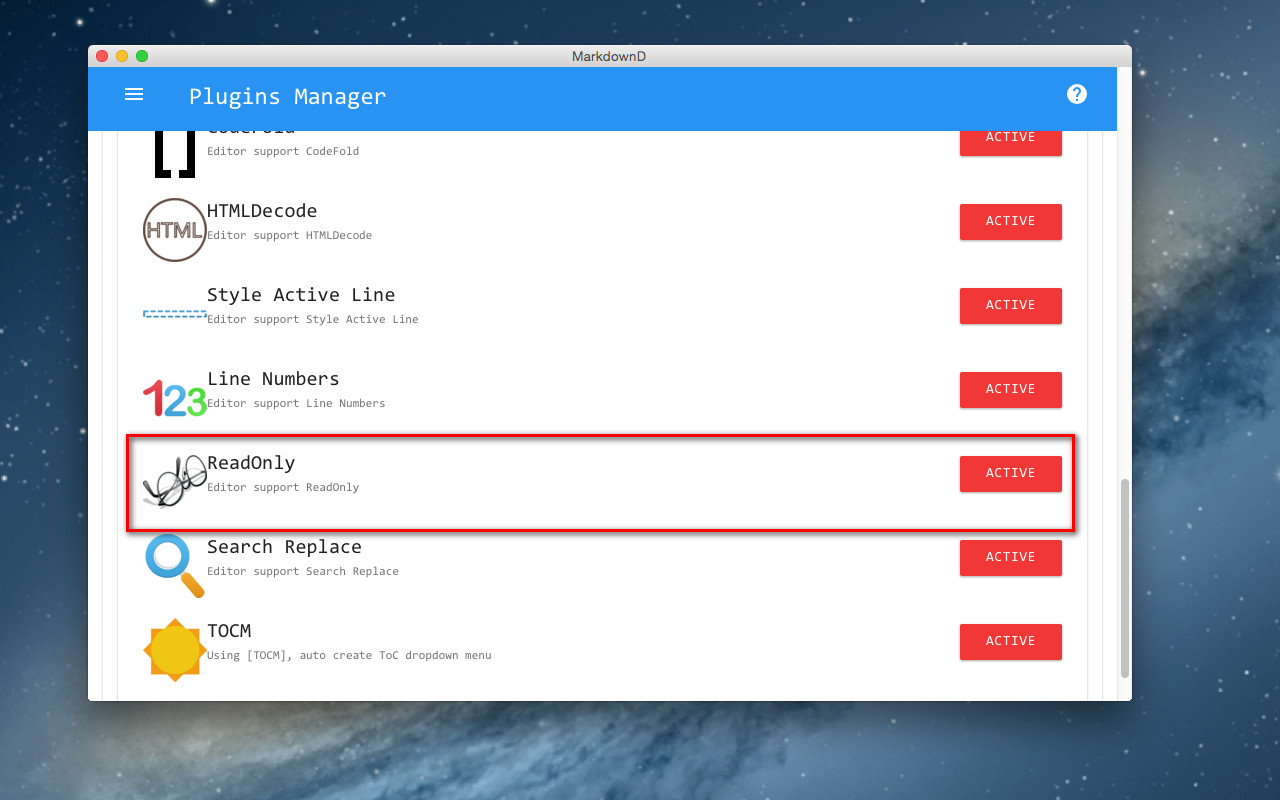 MarkdownD
Plugins Manager
?
CodeFold
ACTIVE
Editor support CodeFold
HTML
HTMLDecode
ACTIVE
Editor support HTMLDecode
Style Active Line
ACTIVE
Editor support Style Active Line
123
Line Numbers
ACTIVE
Editor support Line Numbers
ReadOnly
ACTIVE
Editor support ReadOnly
Search Replace
ACTIVE
Editor support Search Replace
TOCM
ACTIVE
Using [TOCM], auto create ToC dropdown menu